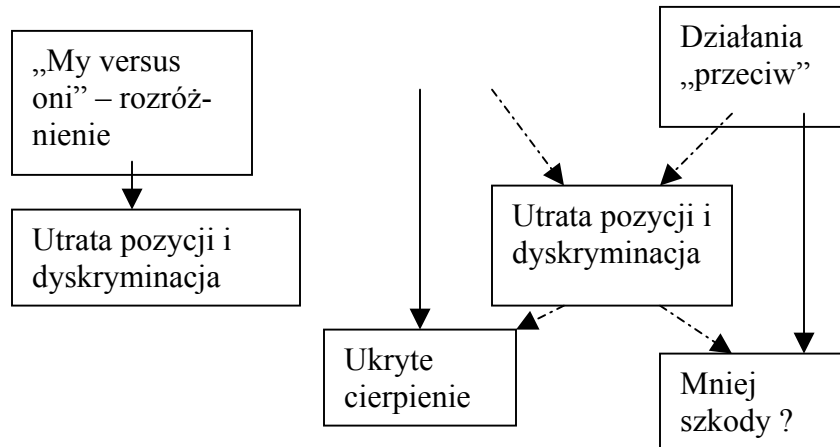 „My versus
oni” – rozróż-
nienie
Działania
„przeciw”
Utrata pozycji i
dyskryminacja
Utrata pozycji i
dyskryminacja
Ukryte
cierpienie
Mniej
szkody ?